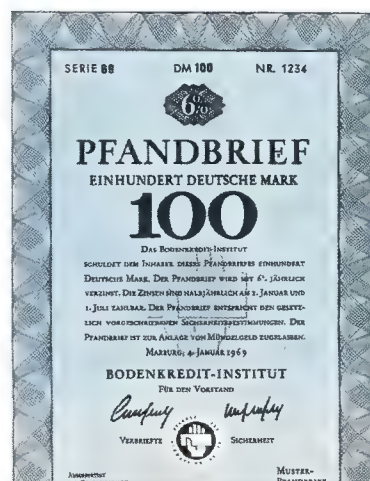 SERIE 68 DM 100 NR. 1234
6%
PFANDBRIEF
EINHUNDERT DEUTSCHE MARK
100
DAS BODENKREDIT-INSTITUT
SCHULDET DEM INHABER DIESES PFANDBRIEFES EINHUNDERT
DEUTSCHE MARK. DER PFANDBRIEF WIRD MIT 6% JÄHRLICH
VERZINST. DIE ZINSEN SIND HALBJÄHRLICH AM 2. JANUAR UND
1. JULI ZAHLBAR. DER PFANDBRIEF ENTSPRICHT DEN GESETZ-
LICH VORGESCHRIEBENEN SICHERHEITSBESTIMMUNGEN. DER
PFANDBRIEF IST ZUR ANLAGE VON MÜNDELGELD ZUGELASSEN.
MARBURG, 4. JANUAR 1969
BODENKREDIT-INSTITUT
FÜR DEN VORSTAND
VERBRIEFTE SICHERHEIT
MUSTER-
PFANDBRIEF